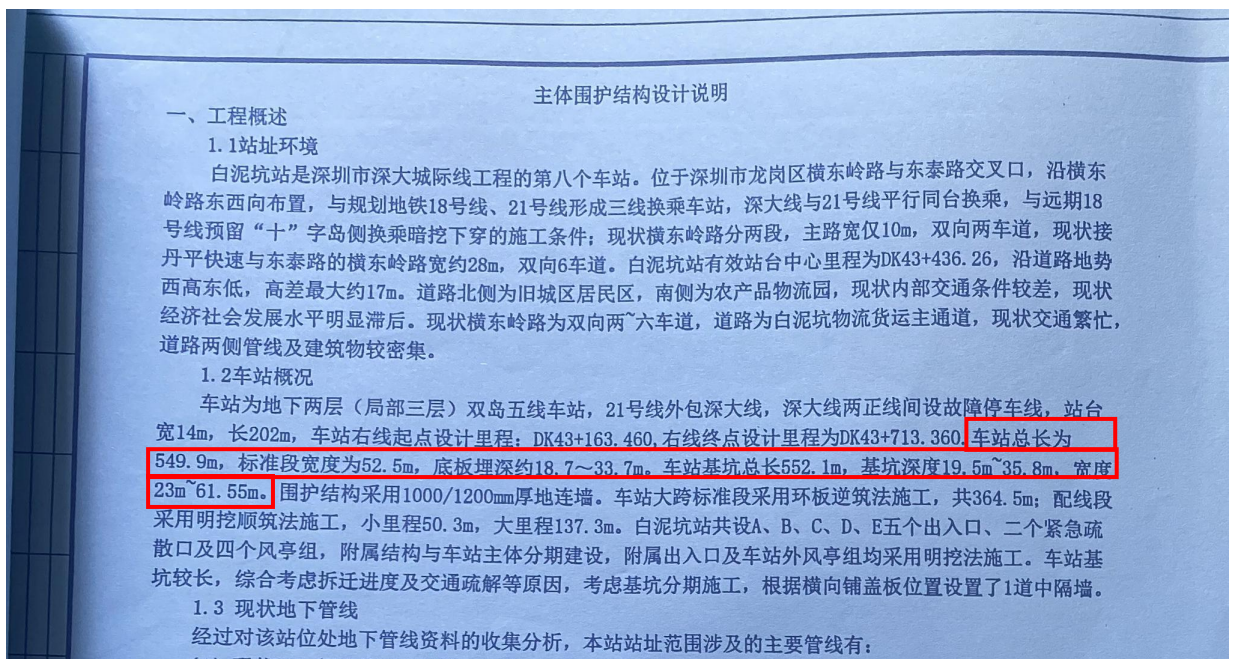 主体围护结构设计说明
一、工程概述
1.1站址环境
白泥坑站是深圳市深大城际线工程的第八个车站。位于深圳市龙岗区横东岭路与东泰路交叉口，沿横东
岭路东西向布置，与规划地铁18号线、21号线形成三线换乘车站，深大线与21号线平行同台换乘，与远期18
号线预留“十”字岛侧换乘暗挖下穿的施工条件；现状横东岭路分两段，主路宽仅10m，双向两车道，现状接
丹平快速与东泰路的横东岭路宽约28m，双向6车道。白泥坑站有效站台中心里程为DK43+436.26，沿道路地势
西高东低，高差最大约17m。道路北侧为旧城区居民区，南侧为农产品物流园，现状内部交通条件较差，现状
经济社会发展水平明显滞后。现状横东岭路为双向两~六车道，道路为白泥坑物流货运主通道，现状交通繁忙，
道路两侧管线及建筑物较密集。
1.2车站概况
车站为地下两层（局部三层）双岛五线车站，21号线外包深大线，深大线两正线间设故障停车线，站台
宽14m，长202m，车站右线起点设计里程：DK43+163.460,右线终点设计里程为DK43+713.360.车站总长为
549.9m，标准段宽度为52.5m，底板埋深约18.7～33.7m。车站基坑总长552.1m，基坑深度19.5m~35.8m，宽度
23m~61.55m。围护结构采用1000/1200mm厚地连墙。车站大跨标准段采用环板逆筑法施工，共364.5m；配线段
采用明挖顺筑法施工，小里程50.3m，大里程137.3m。白泥坑站共设A、B、C、D、E五个出入口、二个紧急疏
散口及四个风亭组，附属结构与车站主体分期建设，附属出入口及车站外风亭组均采用明挖法施工。车站基
坑较长，综合考虑拆迁进度及交通疏解等原因，考虑基坑分期施工，根据横向铺盖板位置设置了1道中隔墙。
1.3 现状地下管线
经过对该站位处地下管线资料的收集分析，本站站址范围涉及的主要管线有：